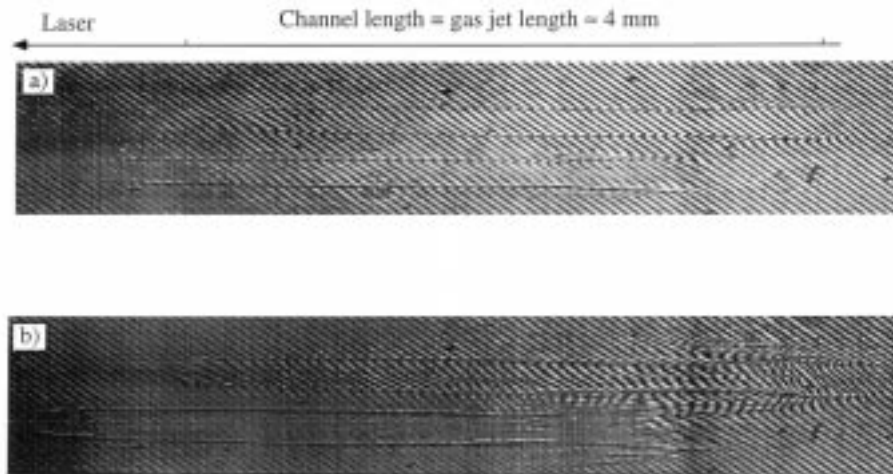 Laser
Channel length = gas jet length ~ 4 mm
a)
b)